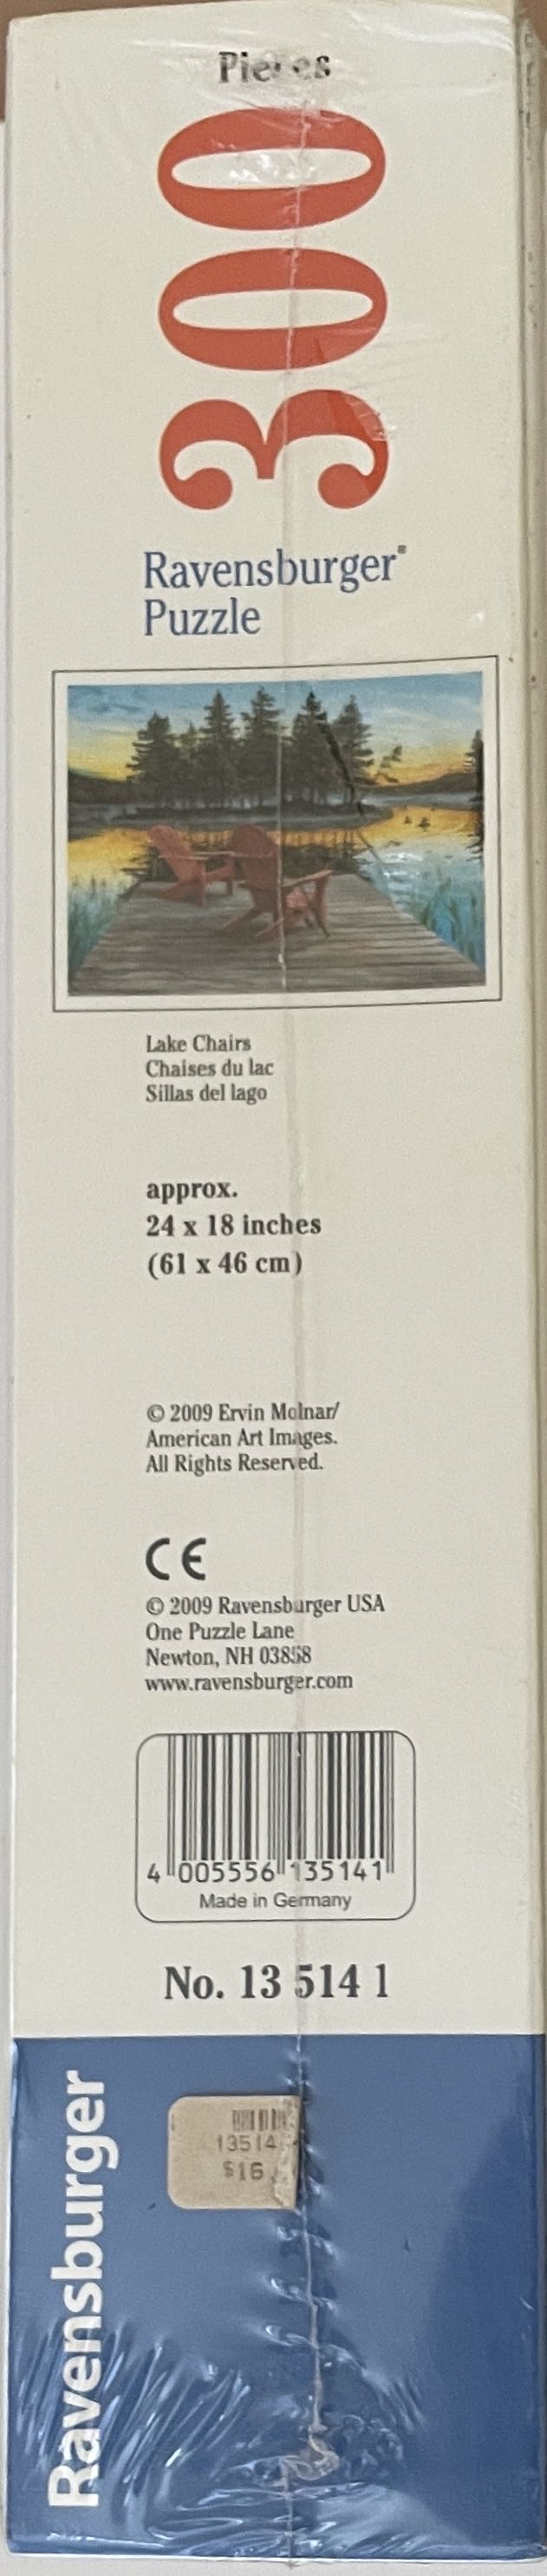 Pieces
300
Ravensburger®
Puzzle
Lake Chairs
Chaises du lac
Sillas del lago
approx.
24 x 18 inches
(61 x 46 cm)
© 2009 Ervin Molnar/
American Art Images.
All Rights Reserved.
CE
© 2009 Ravensburger USA
One Puzzle Lane
Newton, NH 03858
www.ravensburger.com
4 005556 135141
Made in Germany
No. 13 514 1
13514
$16
Ravensburger